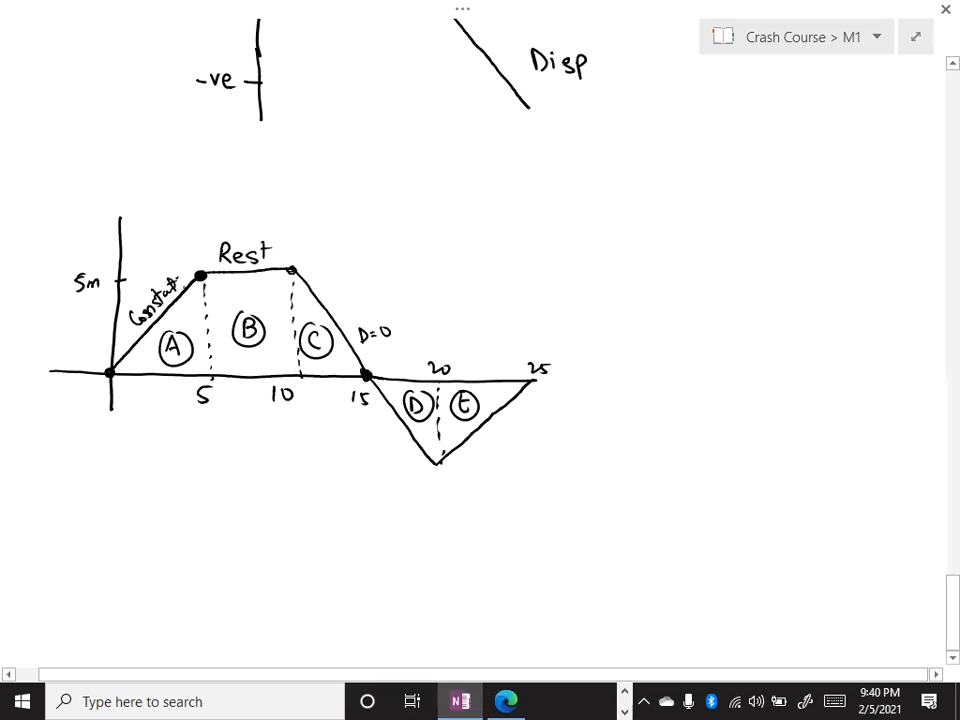 Crash Course > M1
Disp
-ve
Rest
5m
Constat.
A
B
C
D=0
5
10
15
20
25
D
E
Type here to search
N
9:40 PM
2/5/2021